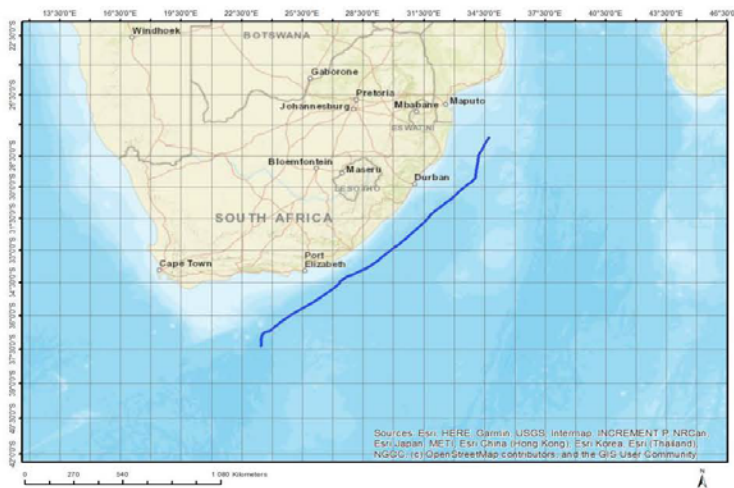 13°30'0"E 16°30'0"E 19°30'0"E 22°30'0"E 25°30'0"E 28°30'0"E 31°30'0"E 34°30'0"E 37°30'0"E 40°30'0"E 43°30'0"E 46°30'0"E
Windhoek
BOTSWANA
Gaborone
Pretoria
Johannesburg
Mbabane
Maputo
ESWATINI
Bloemfontein
Maseru
LESOTHO
Durban
SOUTH AFRICA
Cape Town
Port
Elizabeth
Sources: Esri, HERE, Garmin, USGS, Intermap, INCREMENT P, NRCan,
Esri Japan, METI, Esri China (Hong Kong), Esri Korea, Esri (Thailand),
NGCC, (c) OpenStreetMap contributors, and the GIS User Community
0 270 540 1 080 Kilometers
N